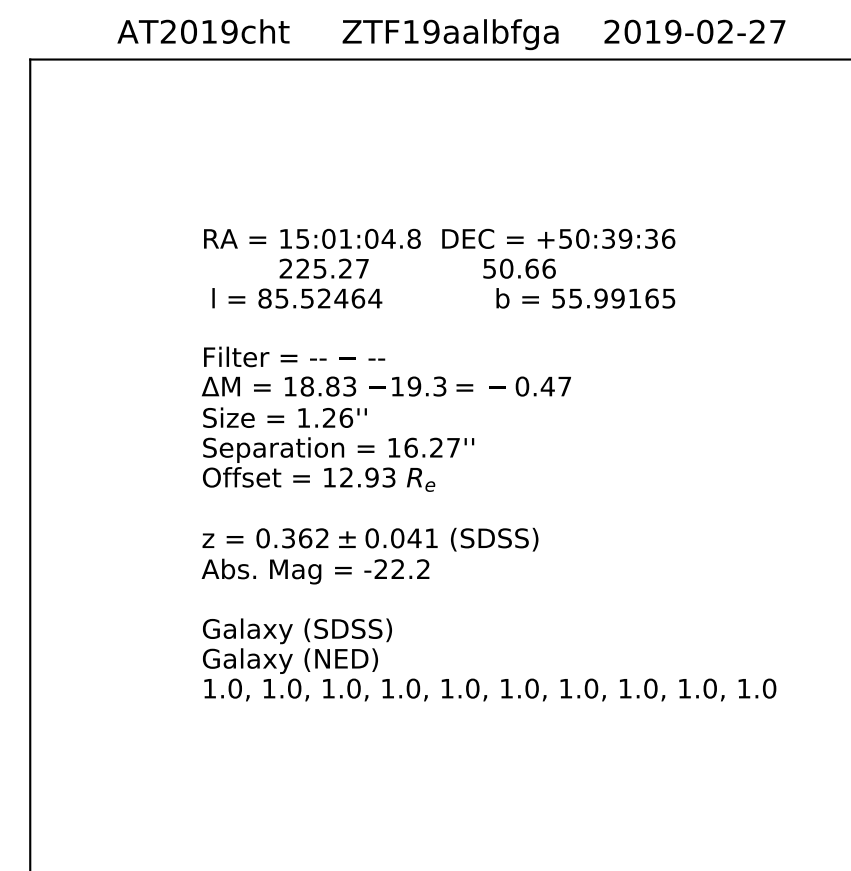 AT2019cht ZTF19aalbfga 2019-02-27
RA = 15:01:04.8 DEC = +50:39:36
225.27 50.66
l = 85.52464 b = 55.99165
Filter = -- − --
ΔM = 18.83 −19.3 = − 0.47
Size = 1.26''
Separation = 16.27''
Offset = 12.93 Re
z = 0.362 ± 0.041 (SDSS)
Abs. Mag = -22.2
Galaxy (SDSS)
Galaxy (NED)
1.0, 1.0, 1.0, 1.0, 1.0, 1.0, 1.0, 1.0, 1.0, 1.0